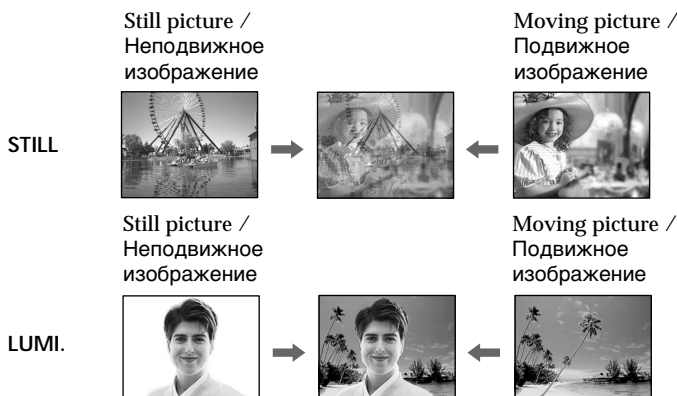 Still picture /
Неподвижное
изображение
Moving picture /
Подвижное
изображение
STILL
Still picture /
Неподвижное
изображение
Moving picture /
Подвижное
изображение
LUMI.